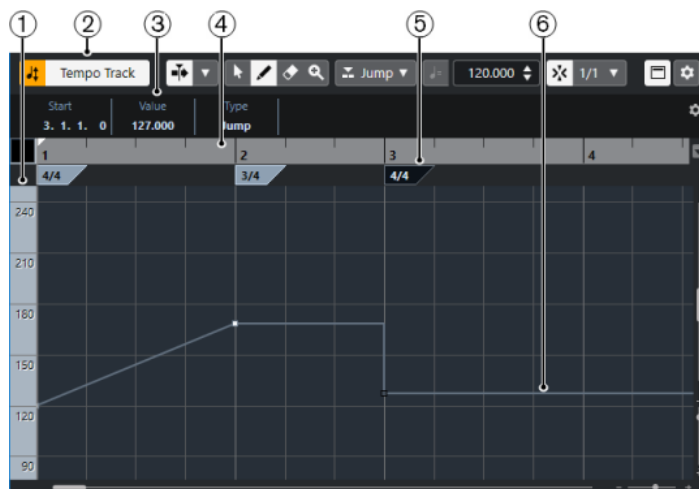 1 2 3 4 5 6
Tempo Track Jump 120.000 1/1
Start Value Type
3. 1. 1. 0 127.000 Jump
1 2 3 4
4/4 3/4 4/4
240
210
180
150
120
90